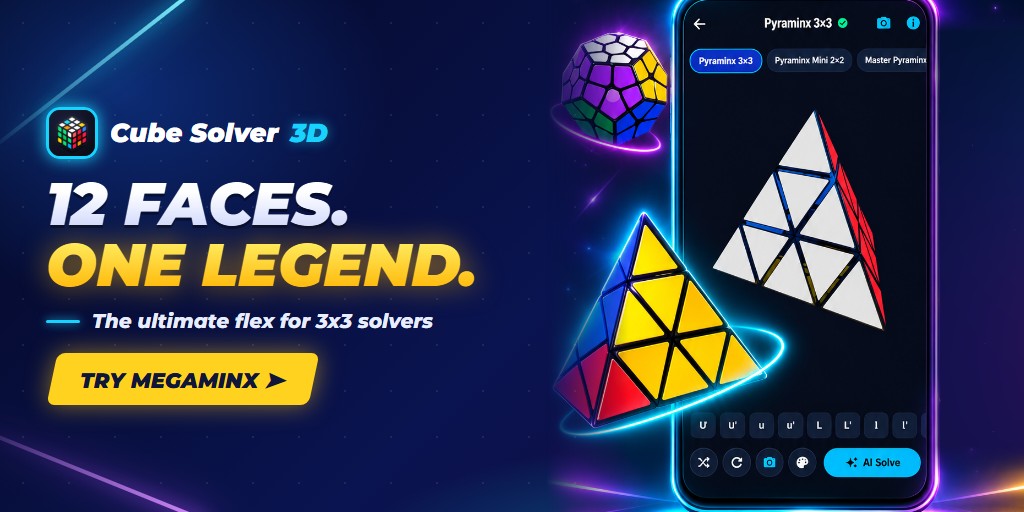 Cube Solver 3D
12 FACES.
ONE LEGEND.
The ultimate flex for 3x3 solvers
TRY MEGAMINX ➤
Pyraminx 3×3
Pyraminx 3×3 Pyraminx Mini 2×2 Master Pyraminx
U U' u u' L L' l l'
AI Solve